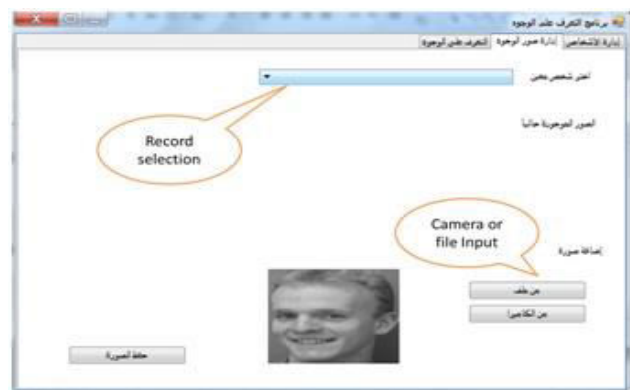 برنامج التعرف على الوجوه
إدارة الأشخاص
إدارة صور الوجوه
التعرف على الوجوه
اختر شخص معين
Record
selection
الصور الموجودة حالياً
Camera or
file Input
إضافة صورة
من ملف
من الكاميرا
حفظ الصورة